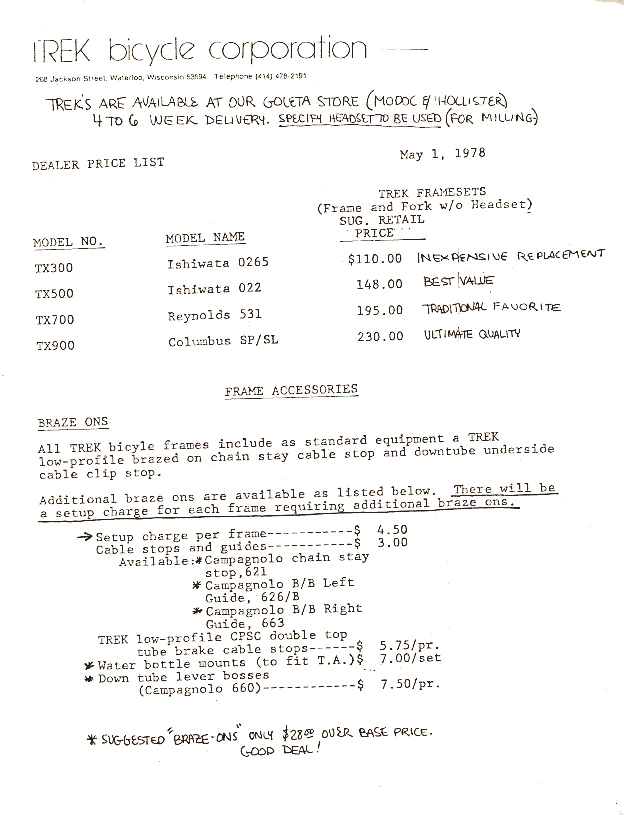 TREK bicycle corporation
268 Jackson Street, Waterloo, Wisconsin 53594 Telephone (414) 478-2191
TREK'S ARE AVAILABLE AT OUR GOLETA STORE (MODOC & HOLLISTER)
4 TO 6 WEEK DELIVERY. SPECIFY HEADSET TO BE USED (FOR MILLING)
May 1, 1978
DEALER PRICE LIST
TREK FRAMESETS
(Frame and Fork w/o Headset)
SUG. RETAIL
MODEL NO. MODEL NAME PRICE
TX300 Ishiwata 0265 $110.00 INEXPENSIVE REPLACEMENT
TX500 Ishiwata 022 148.00 BEST VALUE
TX700 Reynolds 531 195.00 TRADITIONAL FAVORITE
TX900 Columbus SP/SL 230.00 ULTIMATE QUALITY
FRAME ACCESSORIES
BRAZE ONS
All TREK bicyle frames include as standard equipment a TREK
low-profile brazed on chain stay cable stop and downtube underside
cable clip stop.
Additional braze ons are available as listed below. There will be
a setup charge for each frame requiring additional braze ons.
→ Setup charge per frame-----------$ 4.50
Cable stops and guides-----------$ 3.00
Available:*Campagnolo chain stay
stop,621
* Campagnolo B/B Left
Guide, 626/B
* Campagnolo B/B Right
Guide, 663
TREK low-profile CPSC double top
tube brake cable stops------$ 5.75/pr.
* Water bottle mounts (to fit T.A.)$ 7.00/set
* Down tube lever bosses
(Campagnolo 660)------------$ 7.50/pr.
* SUGGESTED "BRAZE-ONS" ONLY $28.00 OVER BASE PRICE.
GOOD DEAL!